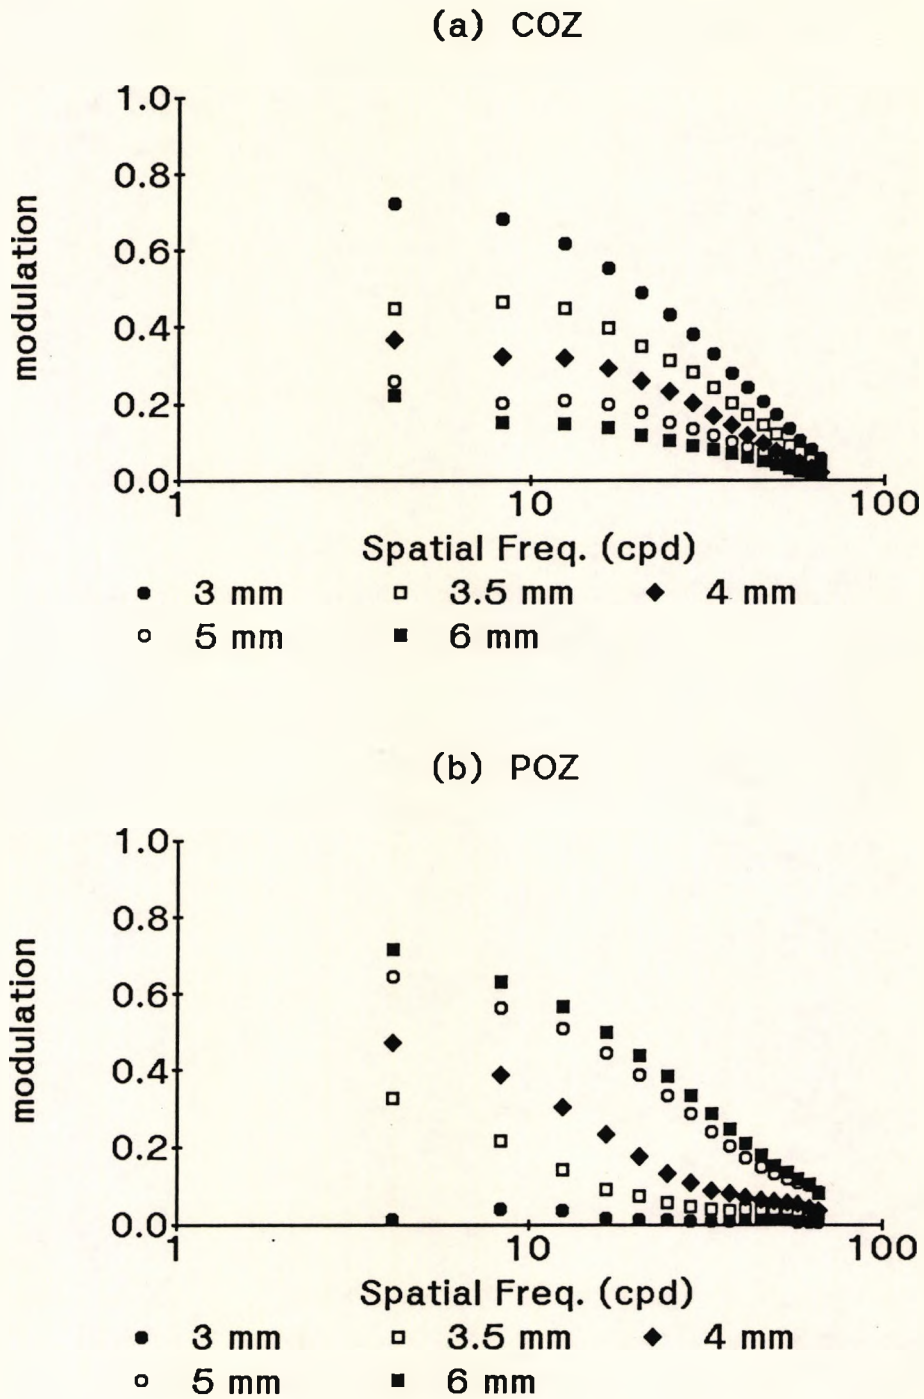 (a) COZ
modulation
1.0
0.8
0.6
0.4
0.2
0.0
1 10 100
Spatial Freq. (cpd)
3 mm 3.5 mm 4 mm
5 mm 6 mm
(b) POZ
modulation
1.0
0.8
0.6
0.4
0.2
0.0
1 10 100
Spatial Freq. (cpd)
3 mm 3.5 mm 4 mm
5 mm 6 mm